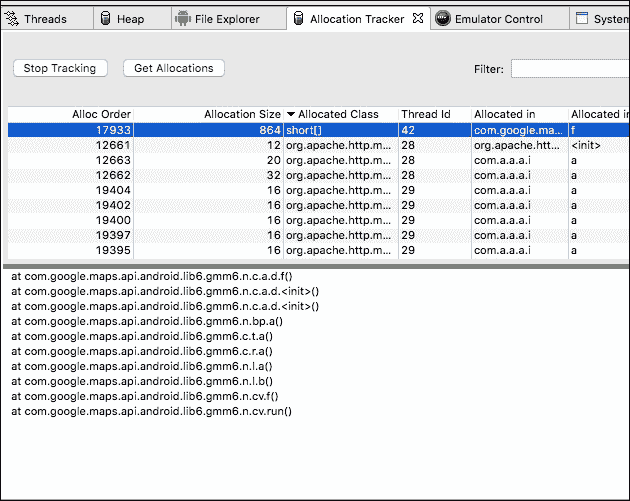 Threads Heap File Explorer Allocation Tracker Emulator Control System
Stop Tracking Get Allocations Filter:
Alloc Order Allocation Size Allocated Class Thread Id Allocated in Allocated in
17933 864 short[] 42 com.google.ma... f
12661 12 org.apache.http.m... 28 org.apache.htt... <init>
12663 20 org.apache.http.m... 28 com.a.a.a.i a
12662 32 org.apache.http.m... 28 com.a.a.a.i a
19404 16 org.apache.http.m... 29 com.a.a.a.i a
19402 16 org.apache.http.m... 29 com.a.a.a.i a
19400 16 org.apache.http.m... 29 com.a.a.a.i a
19397 16 org.apache.http.m... 29 com.a.a.a.i a
19395 16 org.apache.http.m... 29 com.a.a.a.i a
at com.google.maps.api.android.lib6.gmm6.n.c.a.d.f()
at com.google.maps.api.android.lib6.gmm6.n.c.a.d.<init>()
at com.google.maps.api.android.lib6.gmm6.n.c.a.d.<init>()
at com.google.maps.api.android.lib6.gmm6.n.bp.a()
at com.google.maps.api.android.lib6.gmm6.c.t.a()
at com.google.maps.api.android.lib6.gmm6.c.r.a()
at com.google.maps.api.android.lib6.gmm6.n.l.a()
at com.google.maps.api.android.lib6.gmm6.n.l.b()
at com.google.maps.api.android.lib6.gmm6.n.cv.f()
at com.google.maps.api.android.lib6.gmm6.n.cv.run()